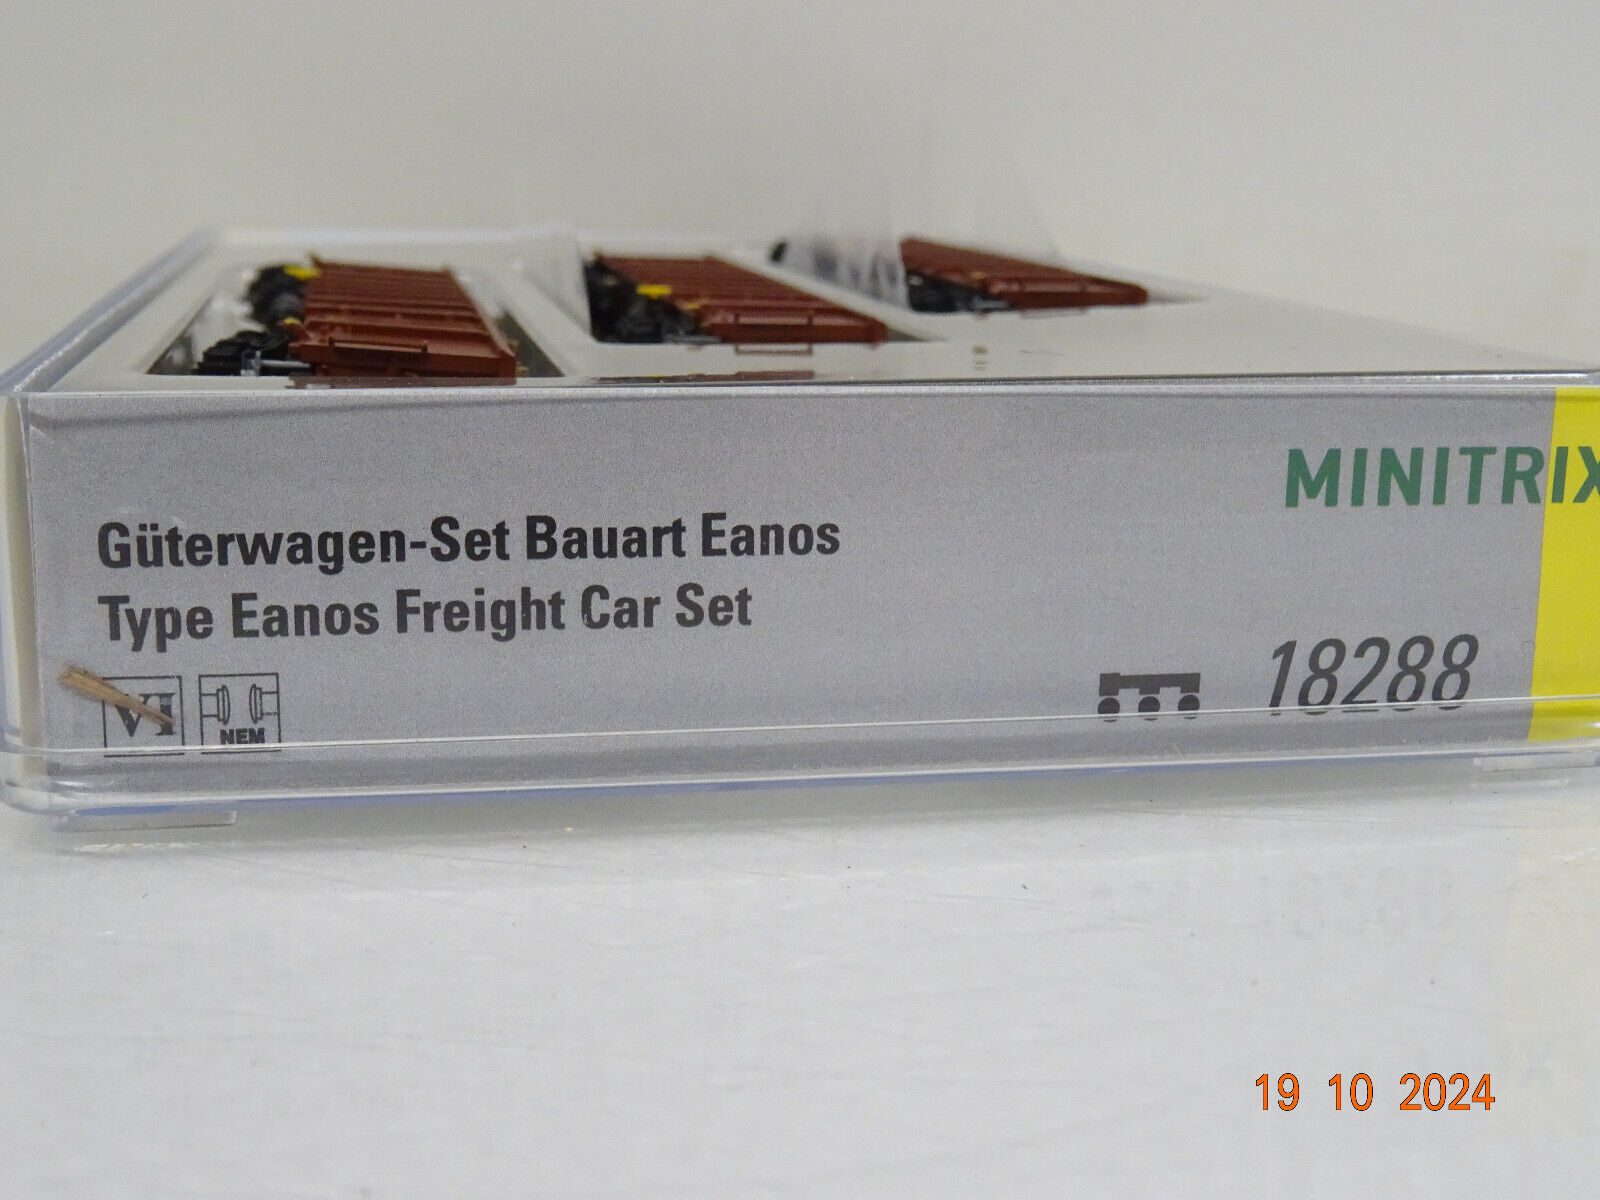 MINITRIX
Güterwagen-Set Bauart Eanos
Type Eanos Freight Car Set
VI
NEM
18288
19 10 2024